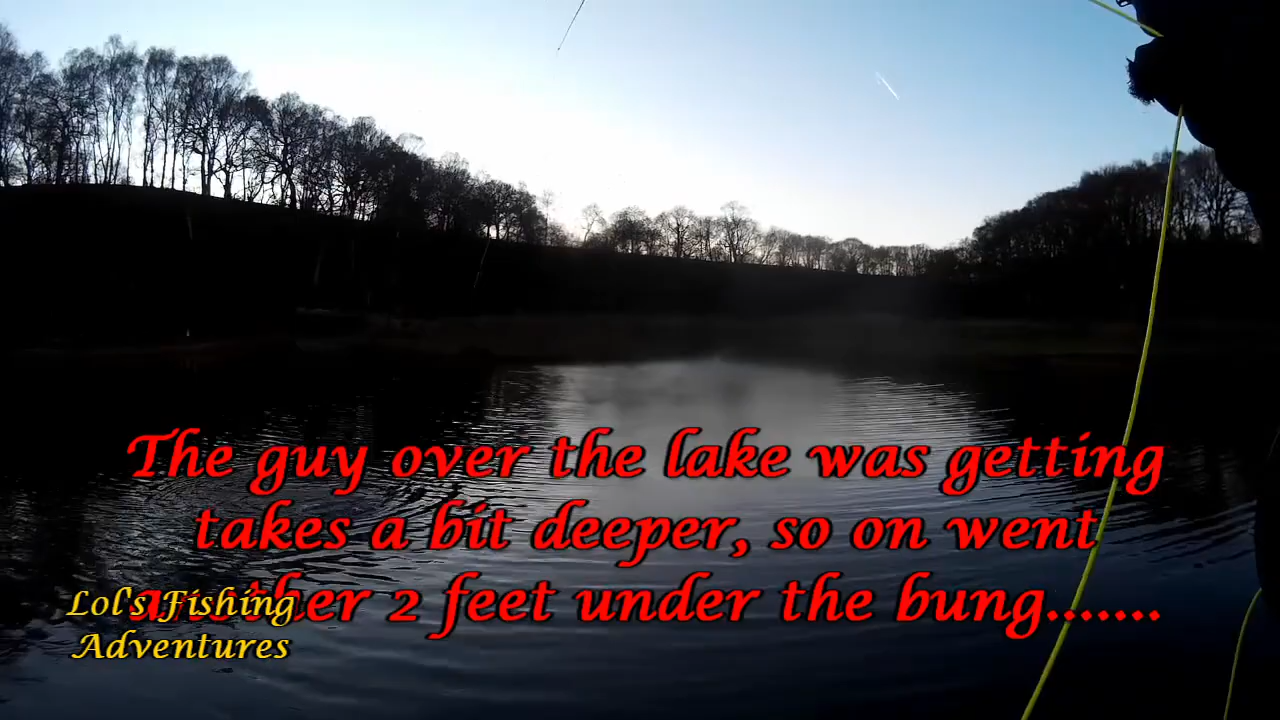 The guy over the lake was getting
takes a bit deeper, so on went
another 2 feet under the bung.......
Lol's Fishing
Adventures